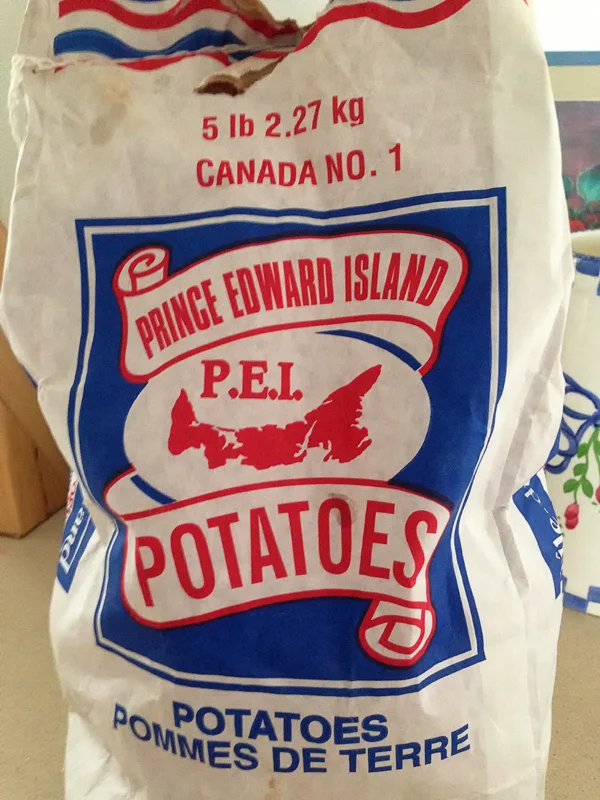 5 lb 2.27 kg
CANADA NO. 1
PRINCE EDWARD ISLAND
P.E.I.
POTATOES
POTATOES
POMMES DE TERRE